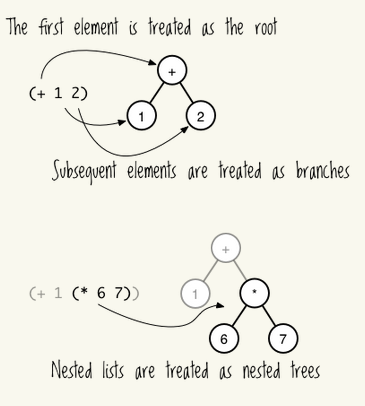 The first element is treated as the root
+
(+ 1 2)
1 2
Subsequent elements are treated as branches
+
(+ 1 (* 6 7))
1 *
6 7
Nested lists are treated as nested trees